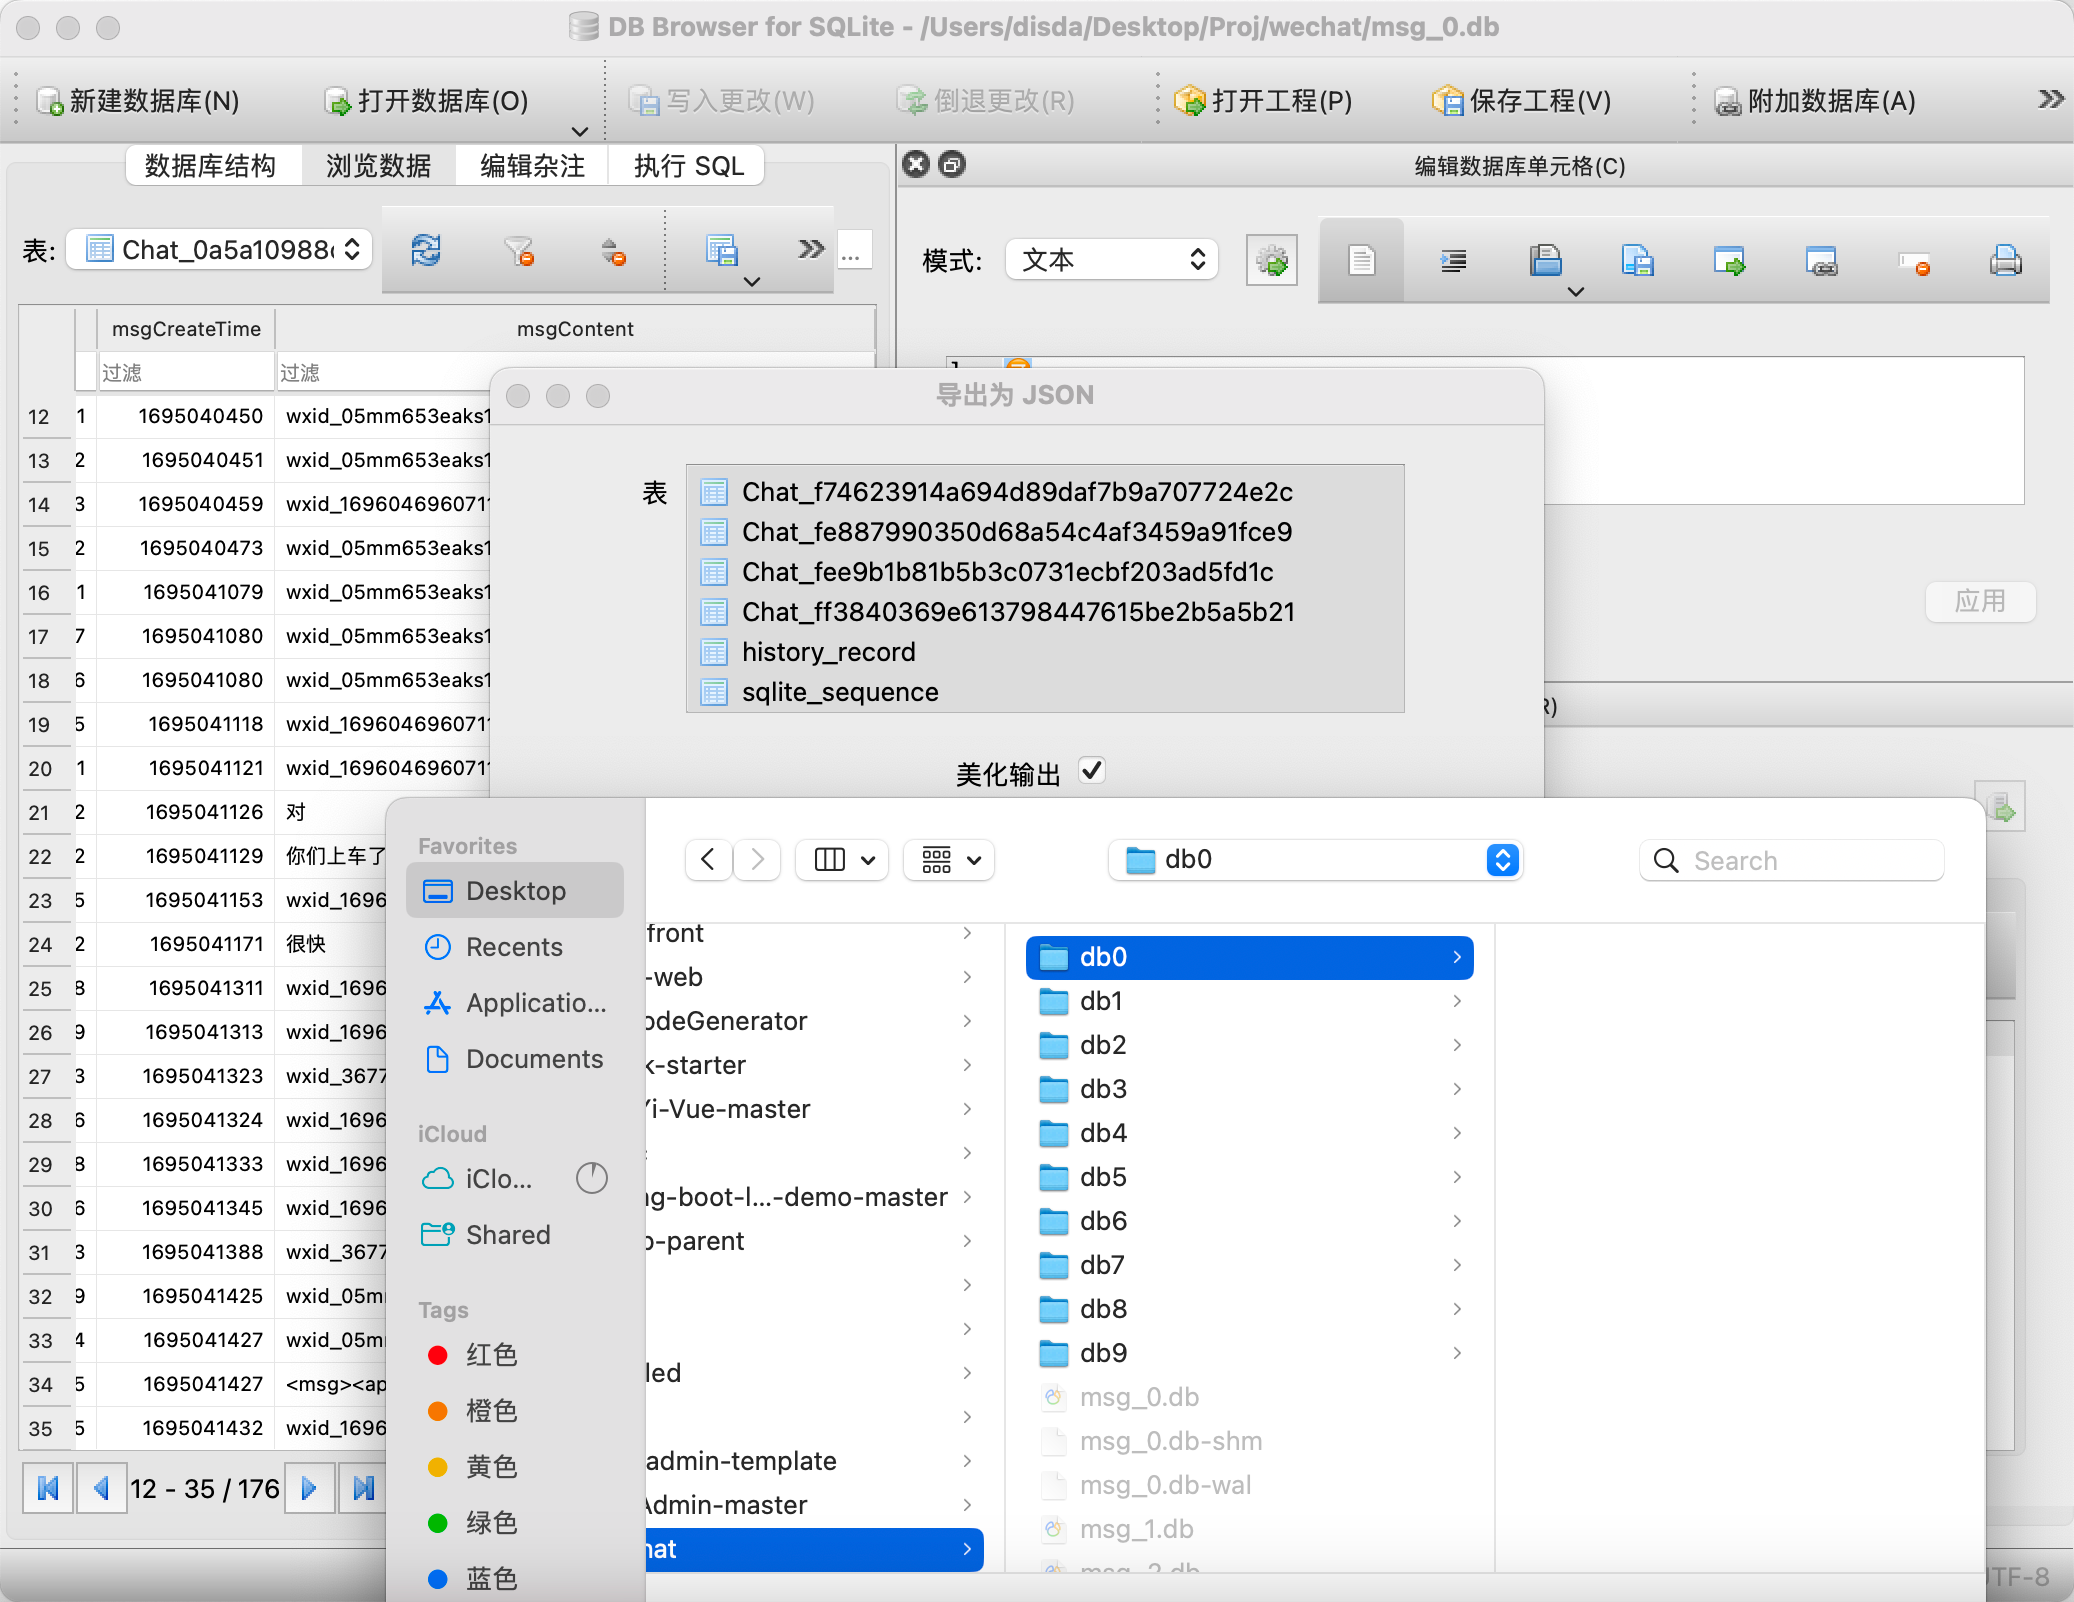 DB Browser for SQLite - /Users/disda/Desktop/Proj/wechat/msg_0.db
新建数据库(N)
打开数据库(O)
写入更改(W)
倒退更改(R)
打开工程(P)
保存工程(V)
附加数据库(A)
数据库结构
浏览数据
编辑杂注
执行 SQL
编辑数据库单元格(C)
表:
Chat_0a5a10988
...
模式:
文本
msgCreateTime
msgContent
过滤
过滤
12 1 1695040450 wxid_05mm653eaks1
13 2 1695040451 wxid_05mm653eaks1
14 3 1695040459 wxid_1696046960711
15 2 1695040473 wxid_05mm653eaks1
16 1 1695041079 wxid_05mm653eaks1
17 7 1695041080 wxid_05mm653eaks1
18 6 1695041080 wxid_05mm653eaks1
19 5 1695041118 wxid_1696046960711
20 1 1695041121 wxid_1696046960711
21 2 1695041126 对
22 2 1695041129 你们上车了
23 5 1695041153 wxid_1696
24 2 1695041171 很快
25 8 1695041311 wxid_1696
26 9 1695041313 wxid_1696
27 3 1695041323 wxid_3677
28 6 1695041324 wxid_1696
29 8 1695041333 wxid_1696
30 6 1695041345 wxid_1696
31 3 1695041388 wxid_3677
32 9 1695041425 wxid_05m
33 4 1695041427 wxid_05m
34 5 1695041427 <msg><ap
35 5 1695041432 wxid_1696
12 - 35 / 176
1
导出为 JSON
表
Chat_f74623914a694d89daf7b9a707724e2c
Chat_fe887990350d68a54c4af3459a91fce9
Chat_fee9b1b81b5b3c0731ecbf203ad5fd1c
Chat_ff3840369e613798447615be2b5a5b21
history_record
sqlite_sequence
美化输出
应用
R)
Favorites
Desktop
Recents
Applicatio...
Documents
iCloud
iClo...
Shared
Tags
红色
橙色
黄色
绿色
蓝色
db0
Search
front
-web
odeGenerator
k-starter
Yi-Vue-master
ng-boot-l...-demo-master
o-parent
led
admin-template
Admin-master
hat
db0
db1
db2
db3
db4
db5
db6
db7
db8
db9
msg_0.db
msg_0.db-shm
msg_0.db-wal
msg_1.db
msg_2.db
UTF-8